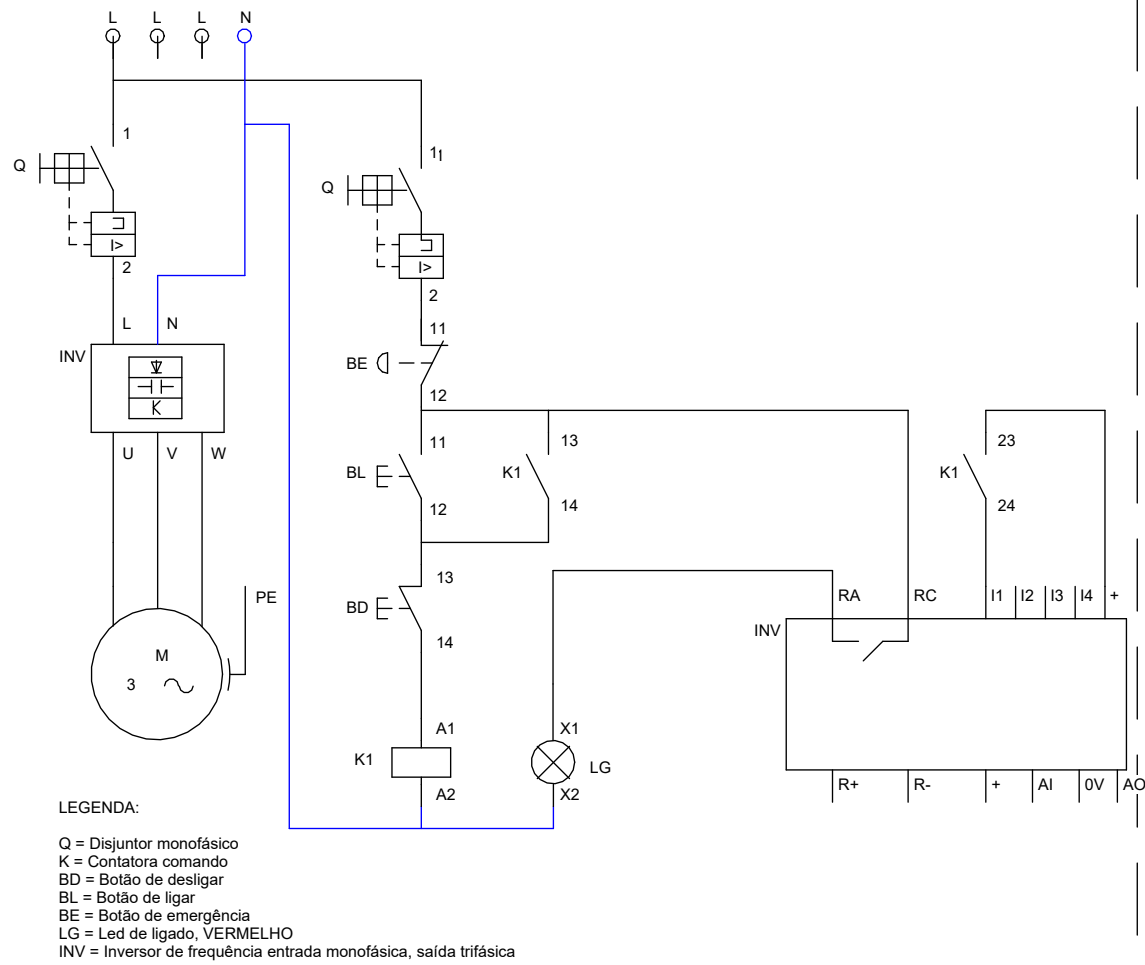 L L L N
1
Q
2
11
Q
2
L N
INV
U V W
PE
M
3
11
BE
12
11
BL
12
13
K1
14
13
BD
14
A1
K1
A2
X1
LG
X2
23
K1
24
RA RC I1 I2 I3 I4 +
INV
I>
I>
R+ R- + AI 0V AO
LEGENDA:
Q = Disjuntor monofásico
K = Contatora comando
BD = Botão de desligar
BL = Botão de ligar
BE = Botão de emergência
LG = Led de ligado, VERMELHO
INV = Inversor de frequência entrada monofásica, saída trifásica